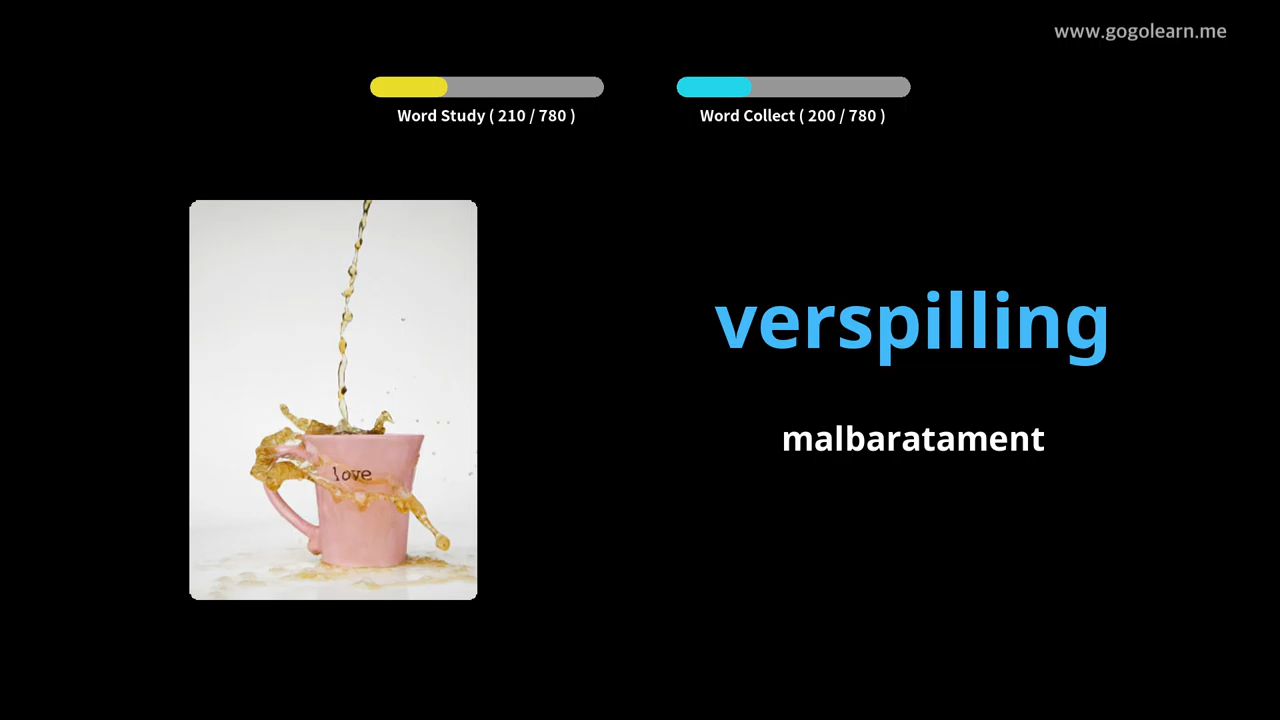 www.gogolearn.me
Word Study ( 210 / 780 )
Word Collect ( 200 / 780 )
verspilling
malbaratament
love